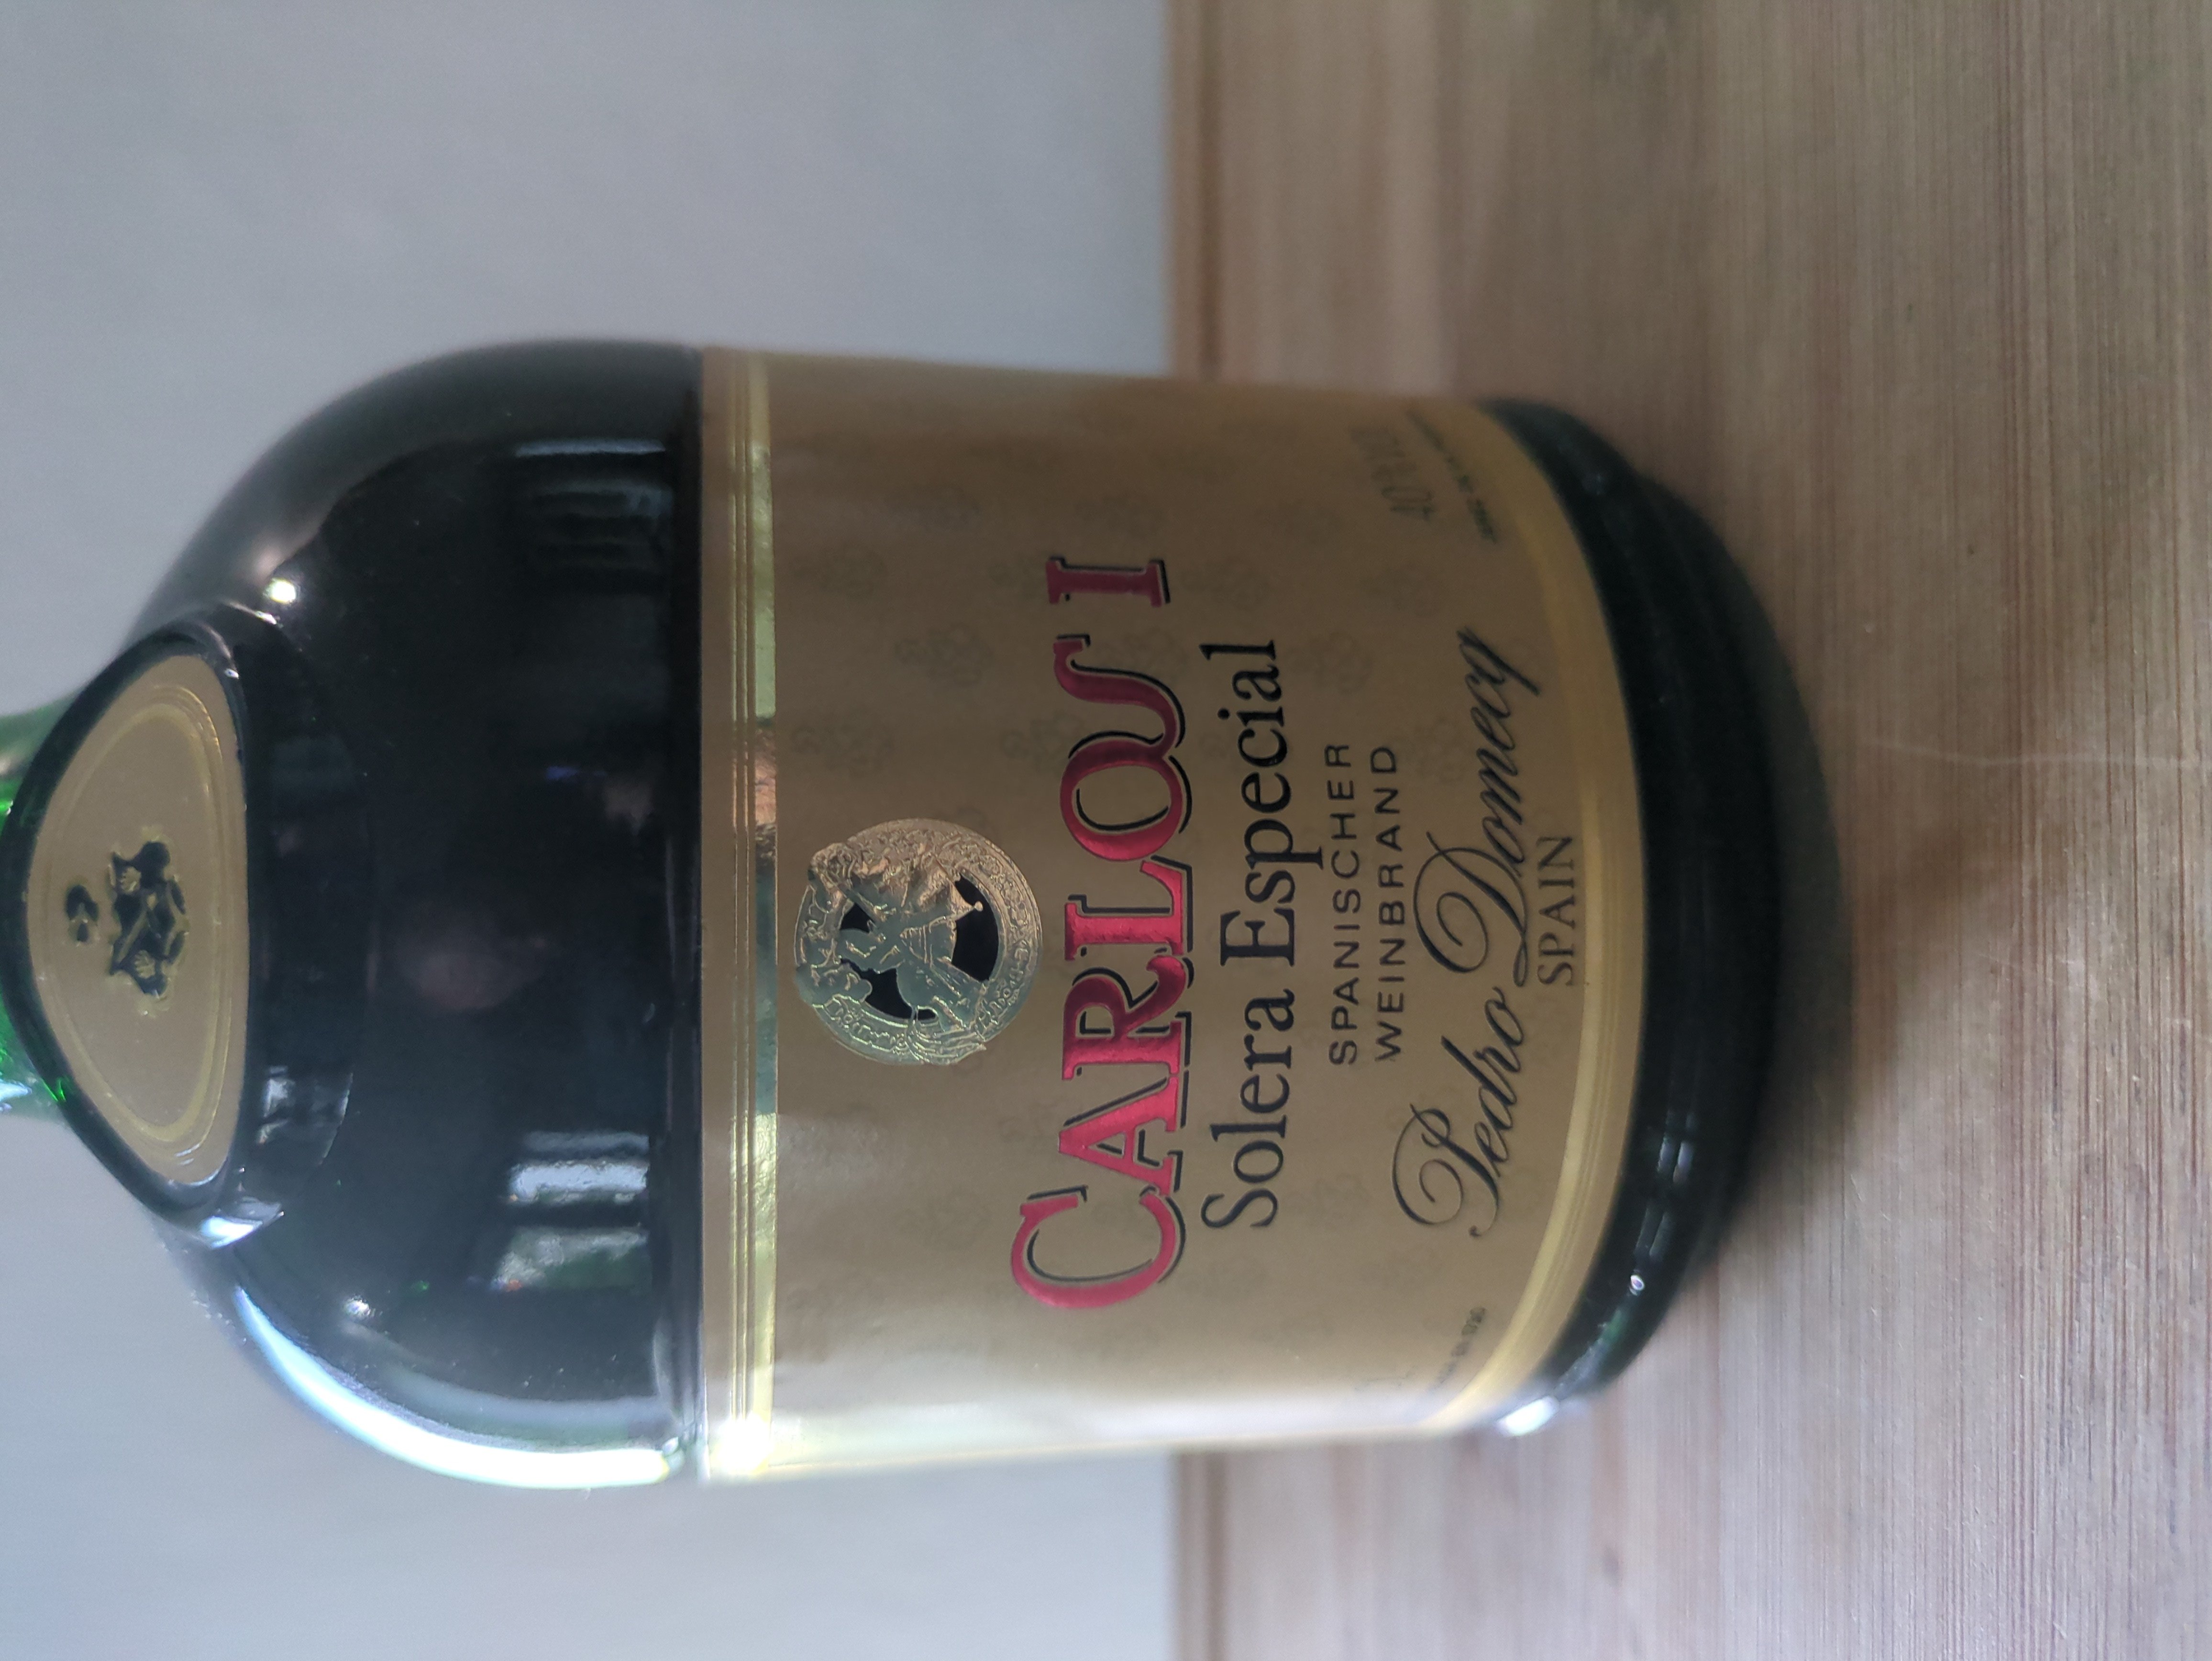 CARLOS I
Solera Especial
SPANISCHER
WEINBRAND
Pedro Domecq
SPAIN